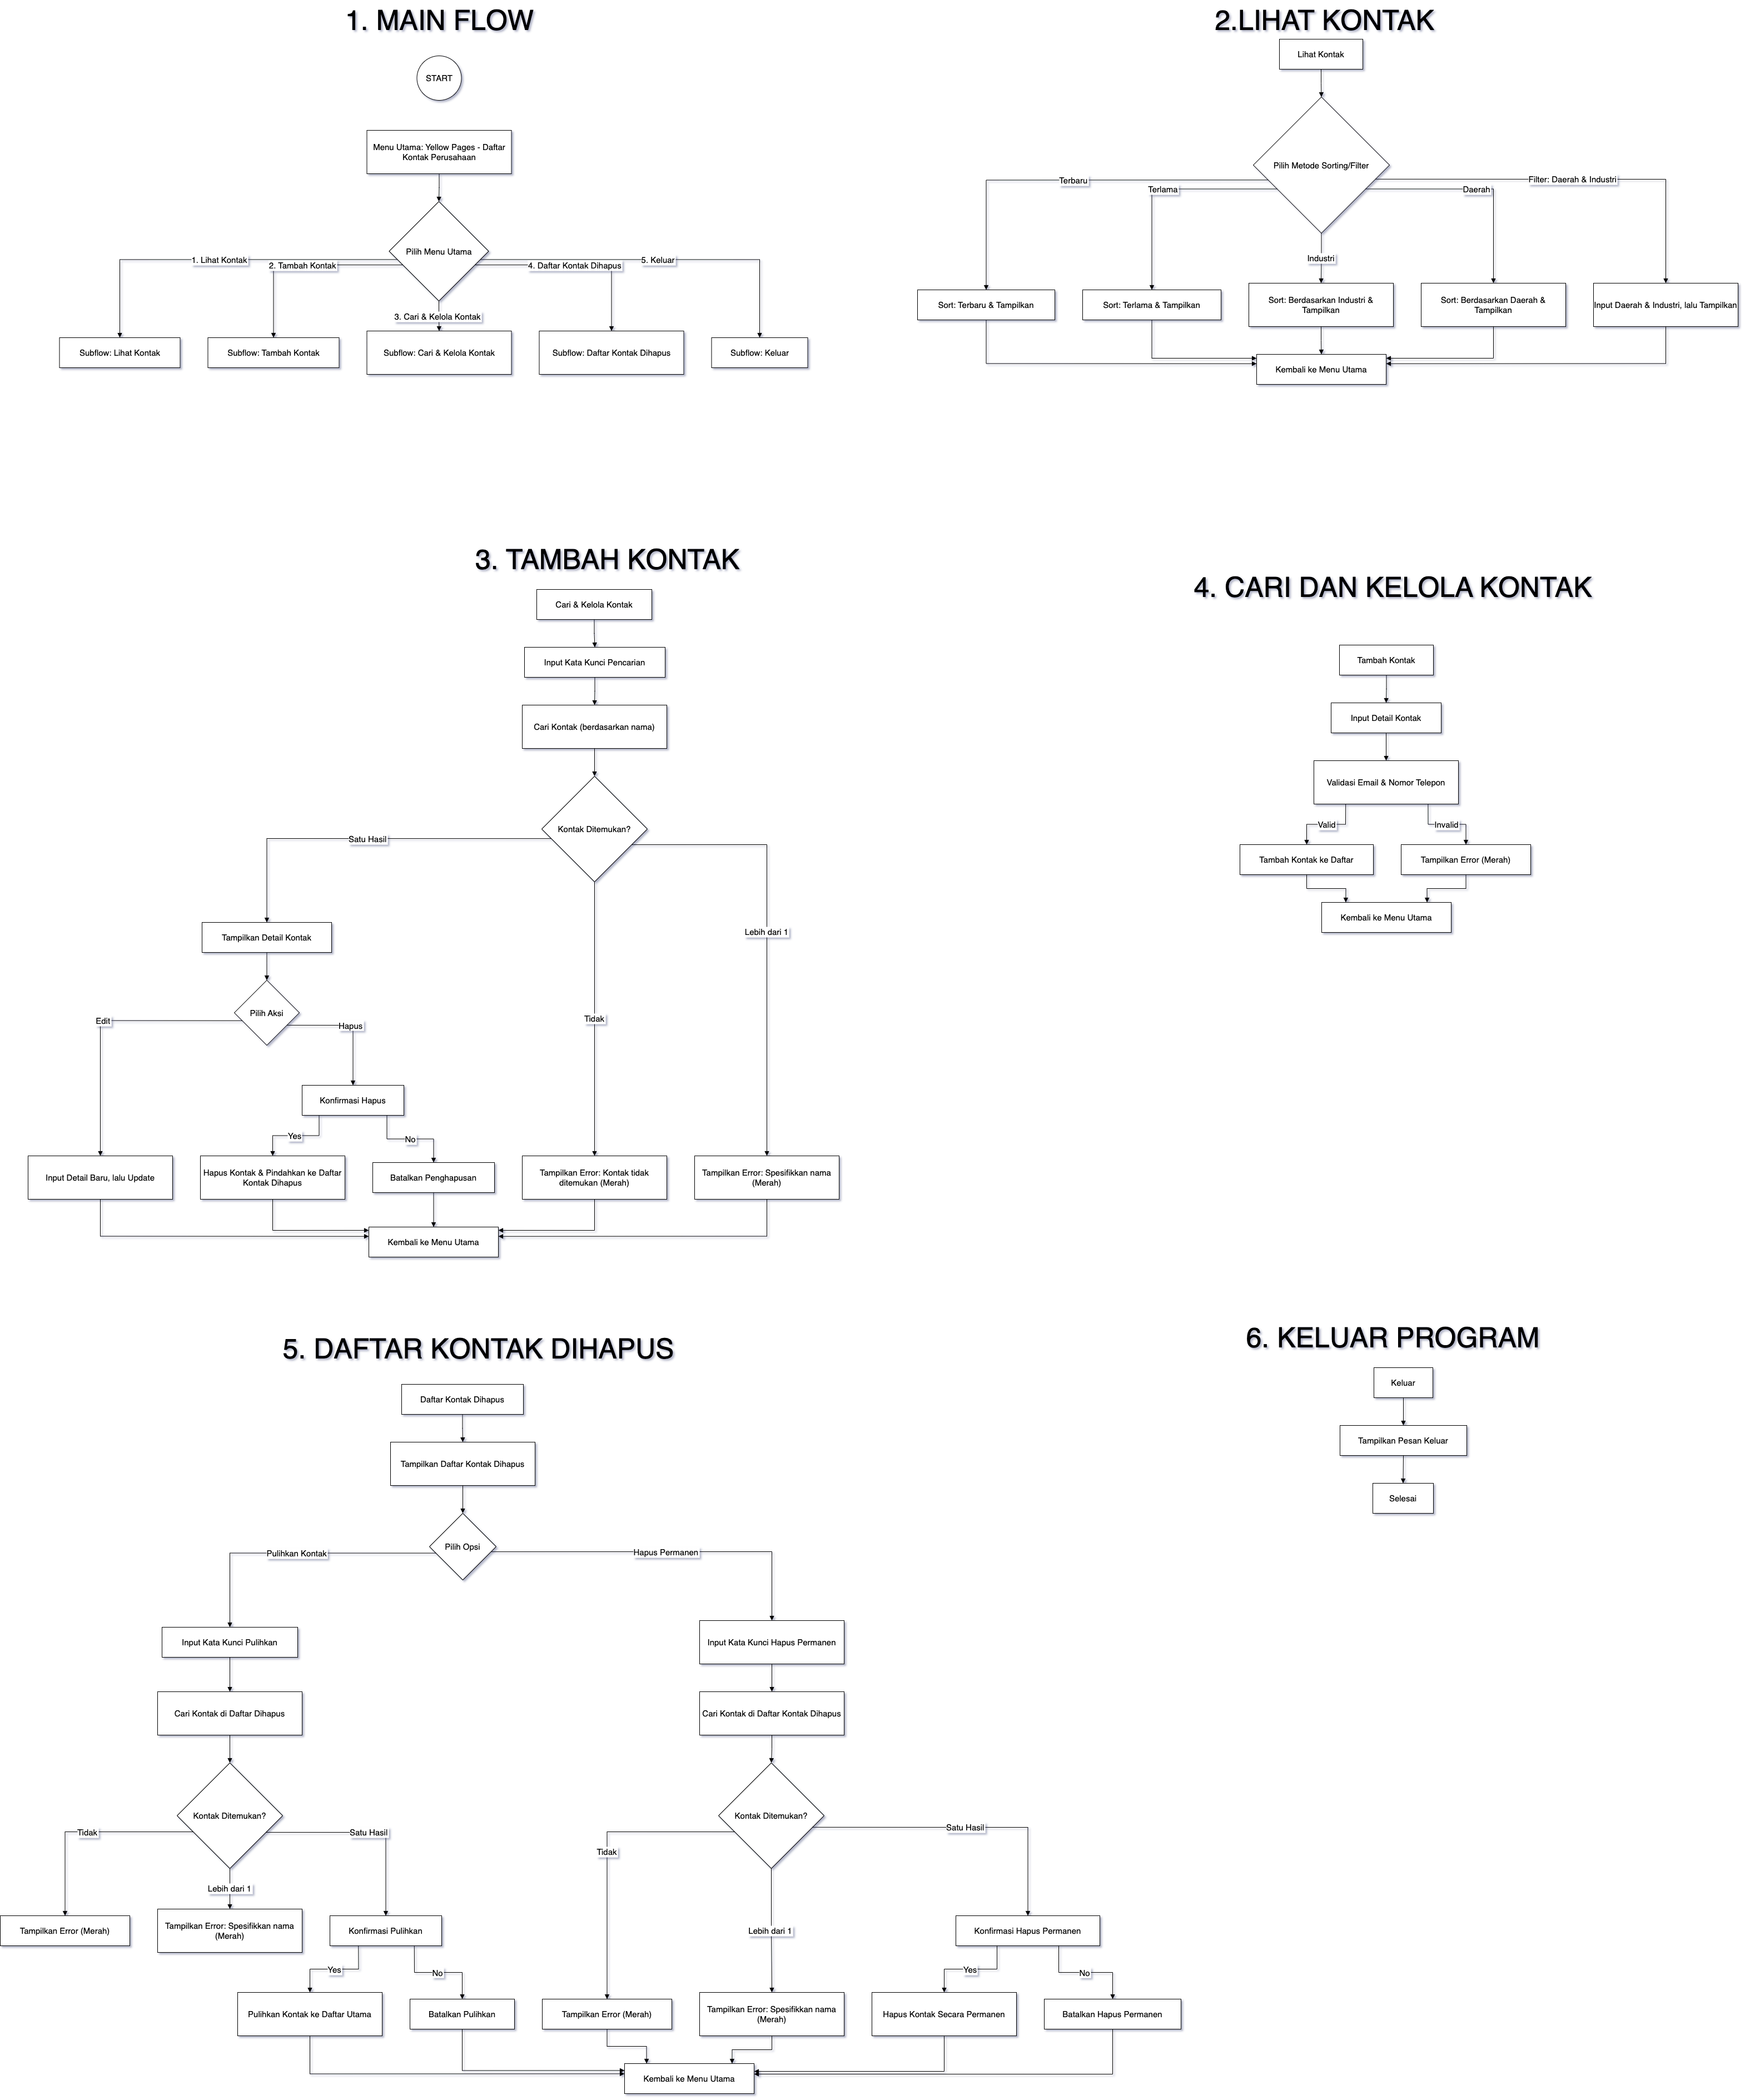 1. MAIN FLOW
START
Menu Utama: Yellow Pages - Daftar
Kontak Perusahaan
Pilih Menu Utama
1. Lihat Kontak
2. Tambah Kontak
3. Cari & Kelola Kontak
4. Daftar Kontak Dihapus
5. Keluar
Subflow: Lihat Kontak
Subflow: Tambah Kontak
Subflow: Cari & Kelola Kontak
Subflow: Daftar Kontak Dihapus
Subflow: Keluar
2.LIHAT KONTAK
Lihat Kontak
Pilih Metode Sorting/Filter
Terbaru
Terlama
Industri
Daerah
Filter: Daerah & Industri
Sort: Terbaru & Tampilkan
Sort: Terlama & Tampilkan
Sort: Berdasarkan Industri &
Tampilkan
Sort: Berdasarkan Daerah &
Tampilkan
Input Daerah & Industri, lalu Tampilkan
Kembali ke Menu Utama
3. TAMBAH KONTAK
Cari & Kelola Kontak
Input Kata Kunci Pencarian
Cari Kontak (berdasarkan nama)
Kontak Ditemukan?
Satu Hasil
Tidak
Lebih dari 1
Tampilkan Detail Kontak
Pilih Aksi
Edit
Hapus
Konfirmasi Hapus
Yes
No
Input Detail Baru, lalu Update
Hapus Kontak & Pindahkan ke Daftar
Kontak Dihapus
Batalkan Penghapusan
Tampilkan Error: Kontak tidak
ditemukan (Merah)
Tampilkan Error: Spesifikkan nama
(Merah)
Kembali ke Menu Utama
4. CARI DAN KELOLA KONTAK
Tambah Kontak
Input Detail Kontak
Validasi Email & Nomor Telepon
Valid
Invalid
Tambah Kontak ke Daftar
Tampilkan Error (Merah)
Kembali ke Menu Utama
5. DAFTAR KONTAK DIHAPUS
Daftar Kontak Dihapus
Tampilkan Daftar Kontak Dihapus
Pilih Opsi
Pulihkan Kontak
Hapus Permanen
Input Kata Kunci Pulihkan
Cari Kontak di Daftar Dihapus
Kontak Ditemukan?
Tidak
Lebih dari 1
Satu Hasil
Tampilkan Error (Merah)
Tampilkan Error: Spesifikkan nama
(Merah)
Konfirmasi Pulihkan
Yes
No
Pulihkan Kontak ke Daftar Utama
Batalkan Pulihkan
Input Kata Kunci Hapus Permanen
Cari Kontak di Daftar Kontak Dihapus
Kontak Ditemukan?
Tidak
Lebih dari 1
Satu Hasil
Konfirmasi Hapus Permanen
Yes
No
Tampilkan Error (Merah)
Tampilkan Error: Spesifikkan nama
(Merah)
Hapus Kontak Secara Permanen
Batalkan Hapus Permanen
Kembali ke Menu Utama
6. KELUAR PROGRAM
Keluar
Tampilkan Pesan Keluar
Selesai